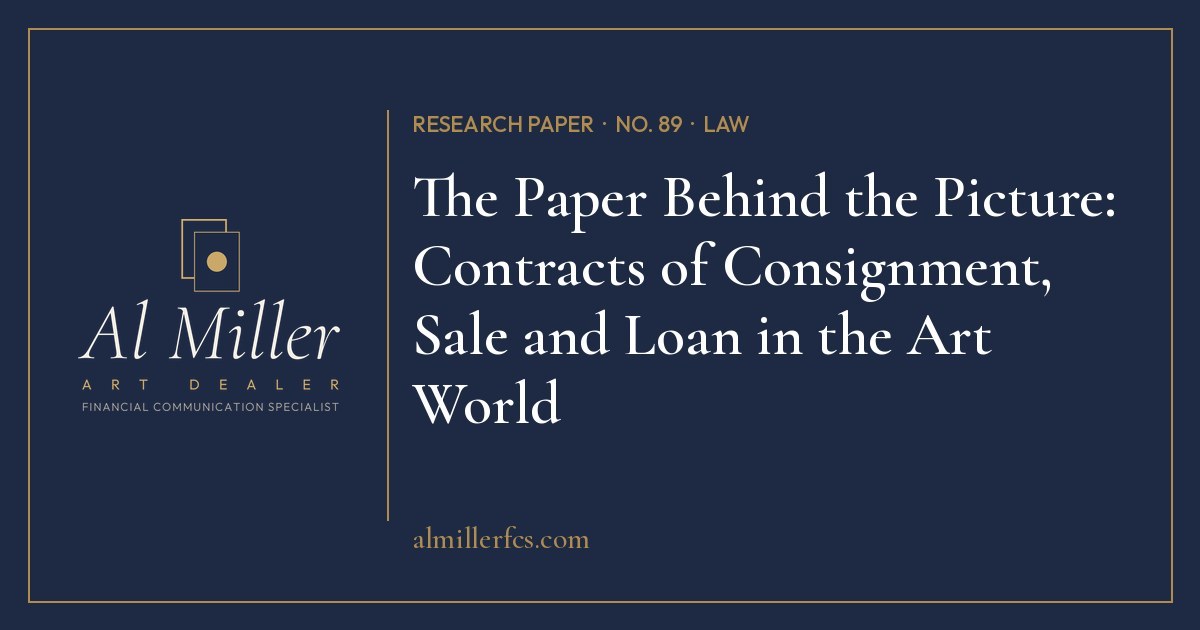 Al Miller
ART DEALER
FINANCIAL COMMUNICATION SPECIALIST
RESEARCH PAPER · NO. 89 · LAW
The Paper Behind the Picture:
Contracts of Consignment,
Sale and Loan in the Art
World
almillerfcs.com